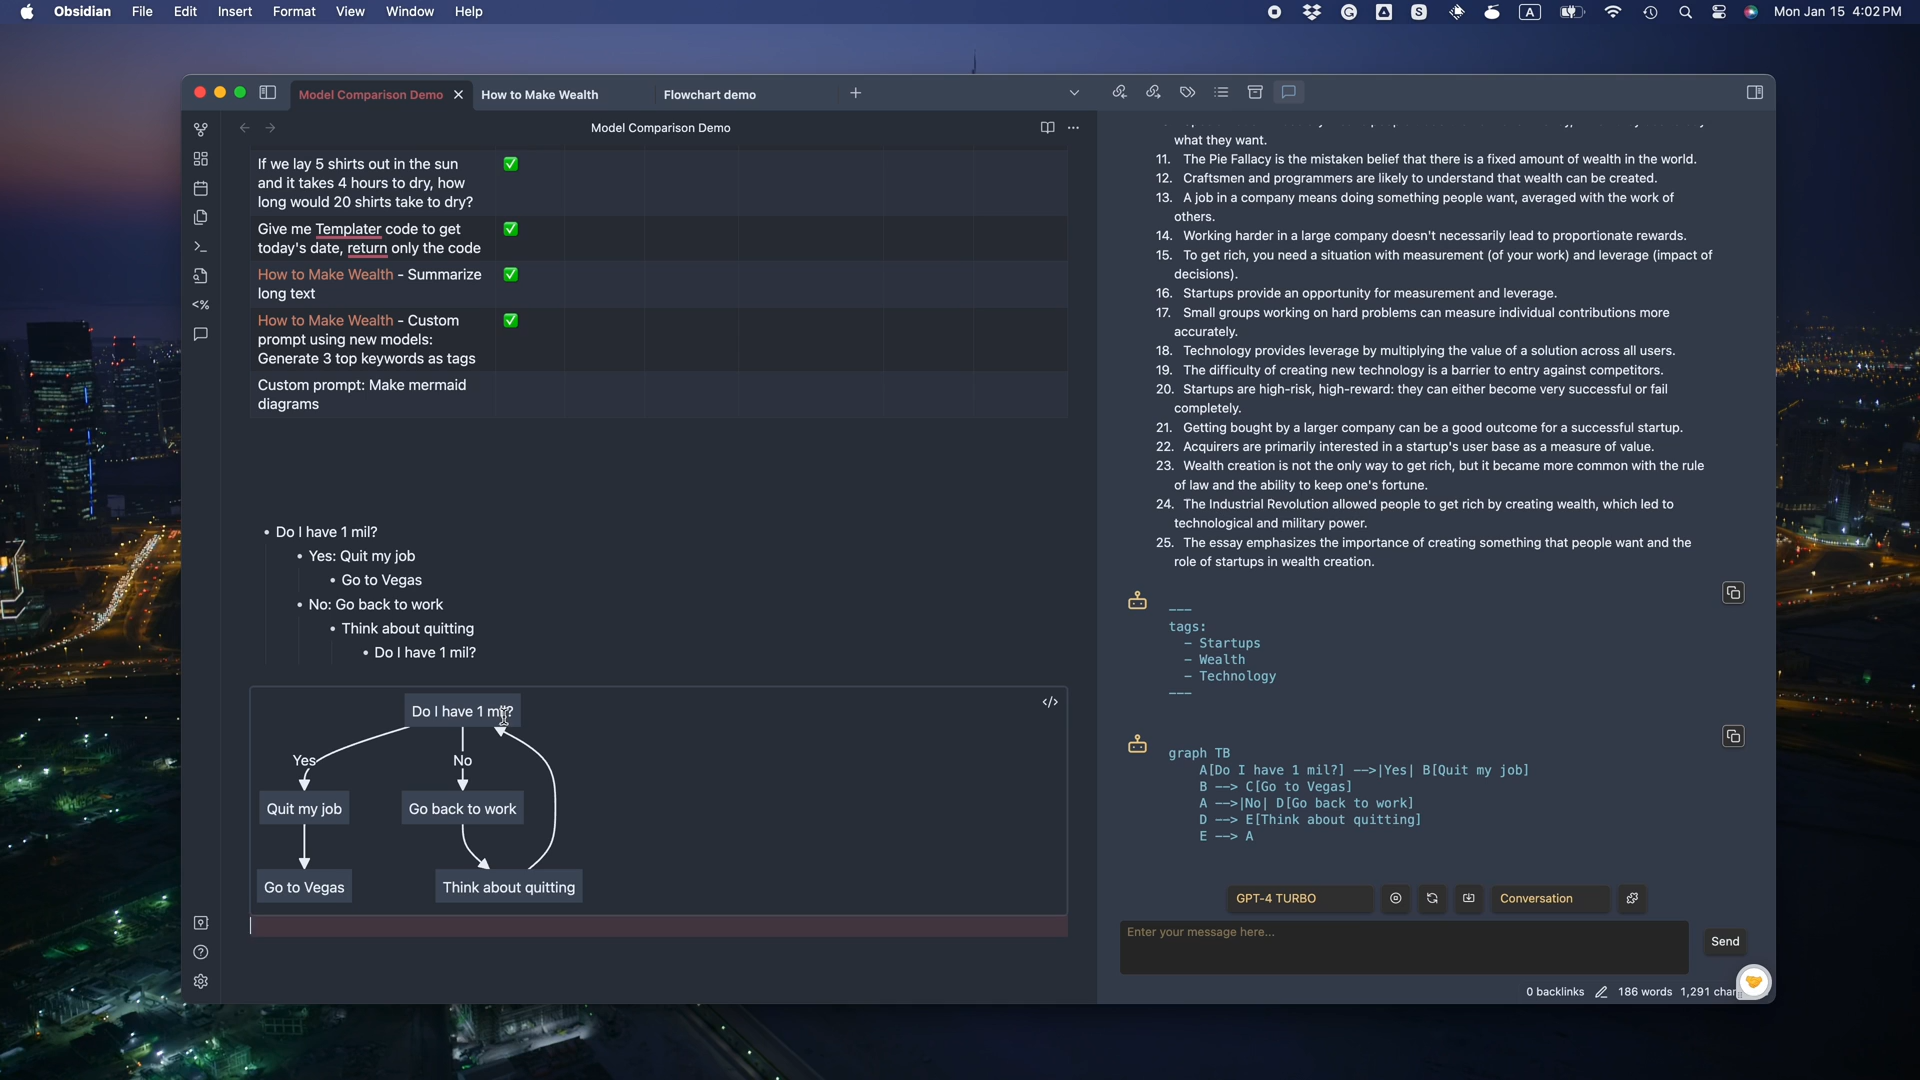 Obsidian File Edit Insert Format View Window Help
A
Mon Jan 15 4:02 PM
Model Comparison Demo
How to Make Wealth
Flowchart demo
Model Comparison Demo
If we lay 5 shirts out in the sun
and it takes 4 hours to dry, how
long would 20 shirts take to dry?
Give me Templater code to get
today's date, return only the code
How to Make Wealth - Summarize
long text
How to Make Wealth - Custom
prompt using new models:
Generate 3 top keywords as tags
Custom prompt: Make mermaid
diagrams
• Do I have 1 mil?
• Yes: Quit my job
• Go to Vegas
• No: Go back to work
• Think about quitting
• Do I have 1 mil?
Do I have 1 mil?
Yes
No
Quit my job
Go back to work
Go to Vegas
Think about quitting
what they want.
11. The Pie Fallacy is the mistaken belief that there is a fixed amount of wealth in the world.
12. Craftsmen and programmers are likely to understand that wealth can be created.
13. A job in a company means doing something people want, averaged with the work of
others.
14. Working harder in a large company doesn't necessarily lead to proportionate rewards.
15. To get rich, you need a situation with measurement (of your work) and leverage (impact of
decisions).
16. Startups provide an opportunity for measurement and leverage.
17. Small groups working on hard problems can measure individual contributions more
accurately.
18. Technology provides leverage by multiplying the value of a solution across all users.
19. The difficulty of creating new technology is a barrier to entry against competitors.
20. Startups are high-risk, high-reward: they can either become very successful or fail
completely.
21. Getting bought by a larger company can be a good outcome for a successful startup.
22. Acquirers are primarily interested in a startup's user base as a measure of value.
23. Wealth creation is not the only way to get rich, but it became more common with the rule
of law and the ability to keep one's fortune.
24. The Industrial Revolution allowed people to get rich by creating wealth, which led to
technological and military power.
25. The essay emphasizes the importance of creating something that people want and the
role of startups in wealth creation.
---
tags:
- Startups
- Wealth
- Technology
---
graph TB
A[Do I have 1 mil?] -->|Yes| B[Quit my job]
B --> C[Go to Vegas]
A -->|No| D[Go back to work]
D --> E[Think about quitting]
E --> A
GPT-4 TURBO
Conversation
Enter your message here...
Send
0 backlinks
186 words 1,291 char